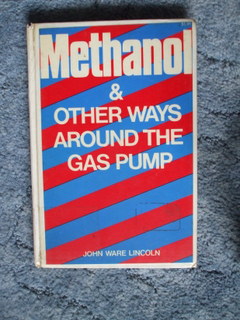 Methanol
&
OTHER WAYS
AROUND THE
GAS PUMP
JOHN WARE LINCOLN